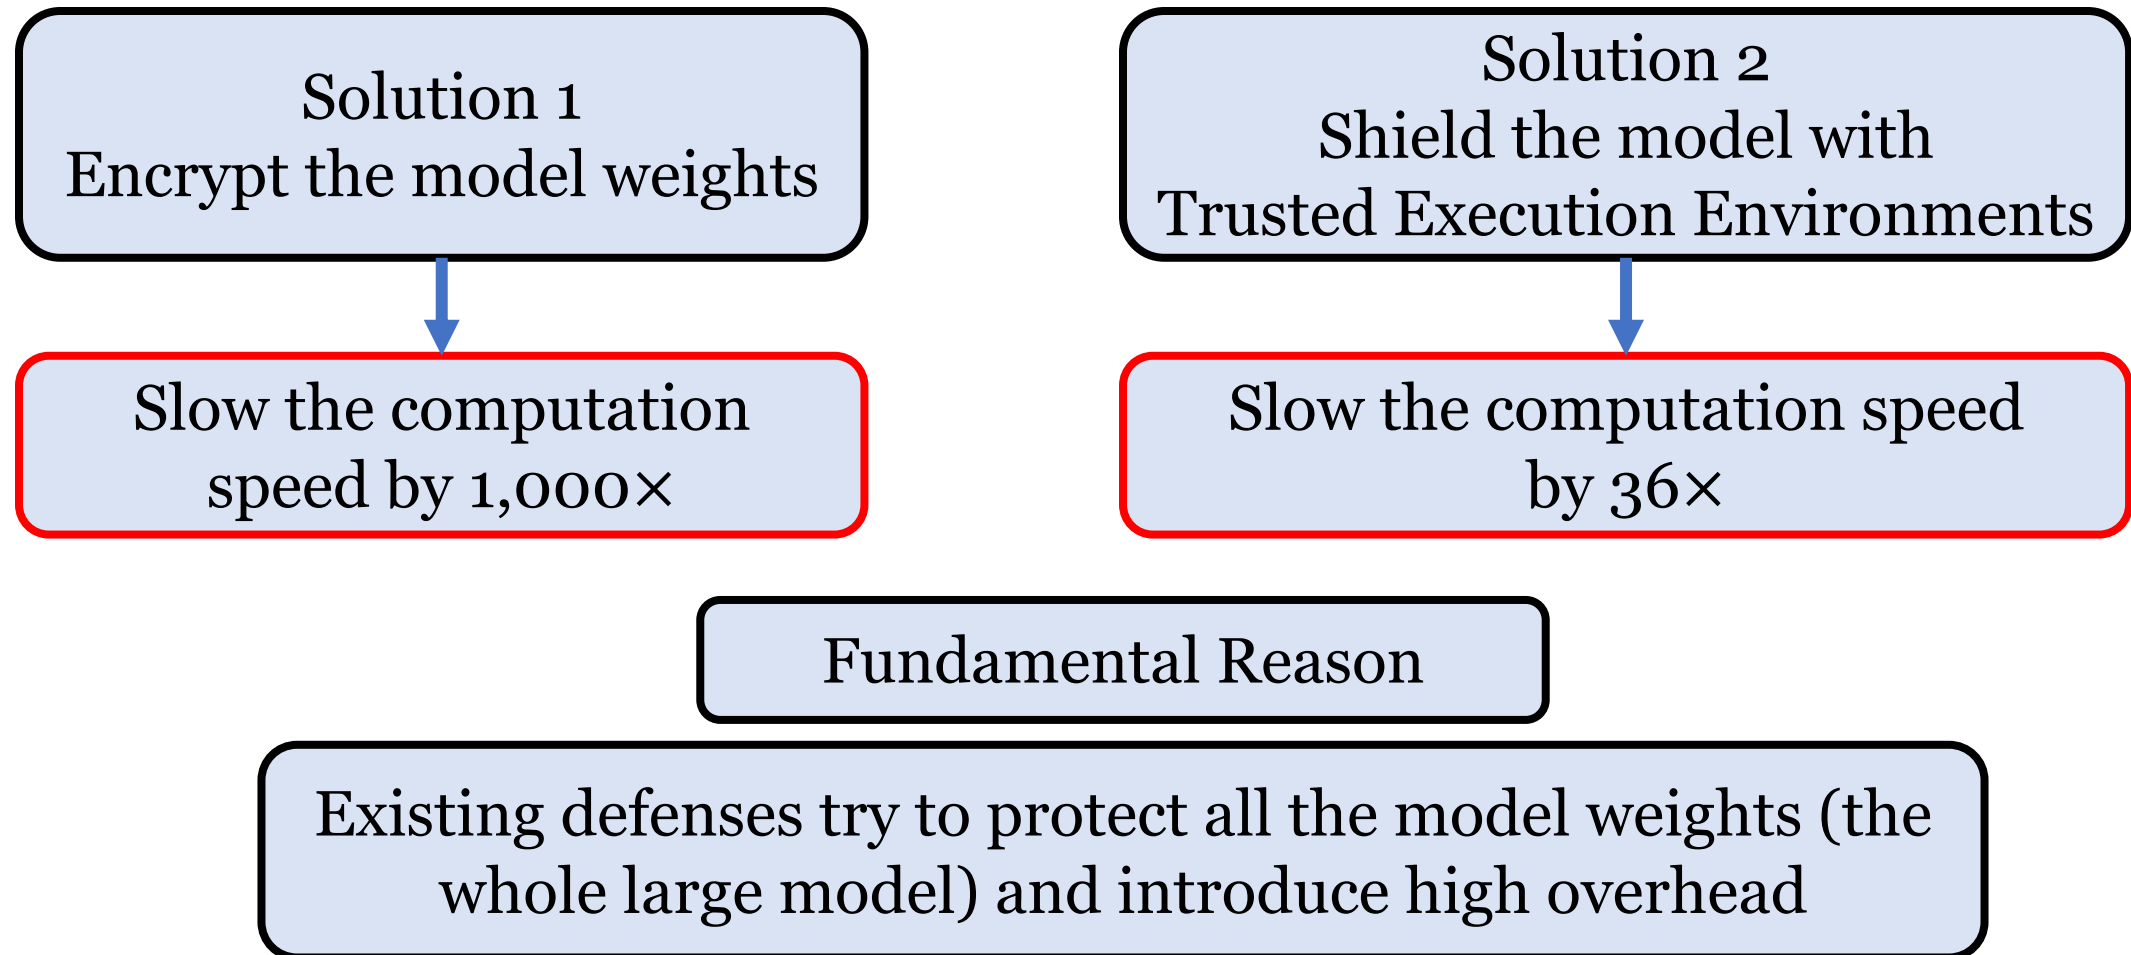 Solution 1
Encrypt the model weights
Solution 2
Shield the model with
Trusted Execution Environments
Slow the computation
speed by 1,000×
Slow the computation speed
by 36×
Fundamental Reason
Existing defenses try to protect all the model weights (the
whole large model) and introduce high overhead